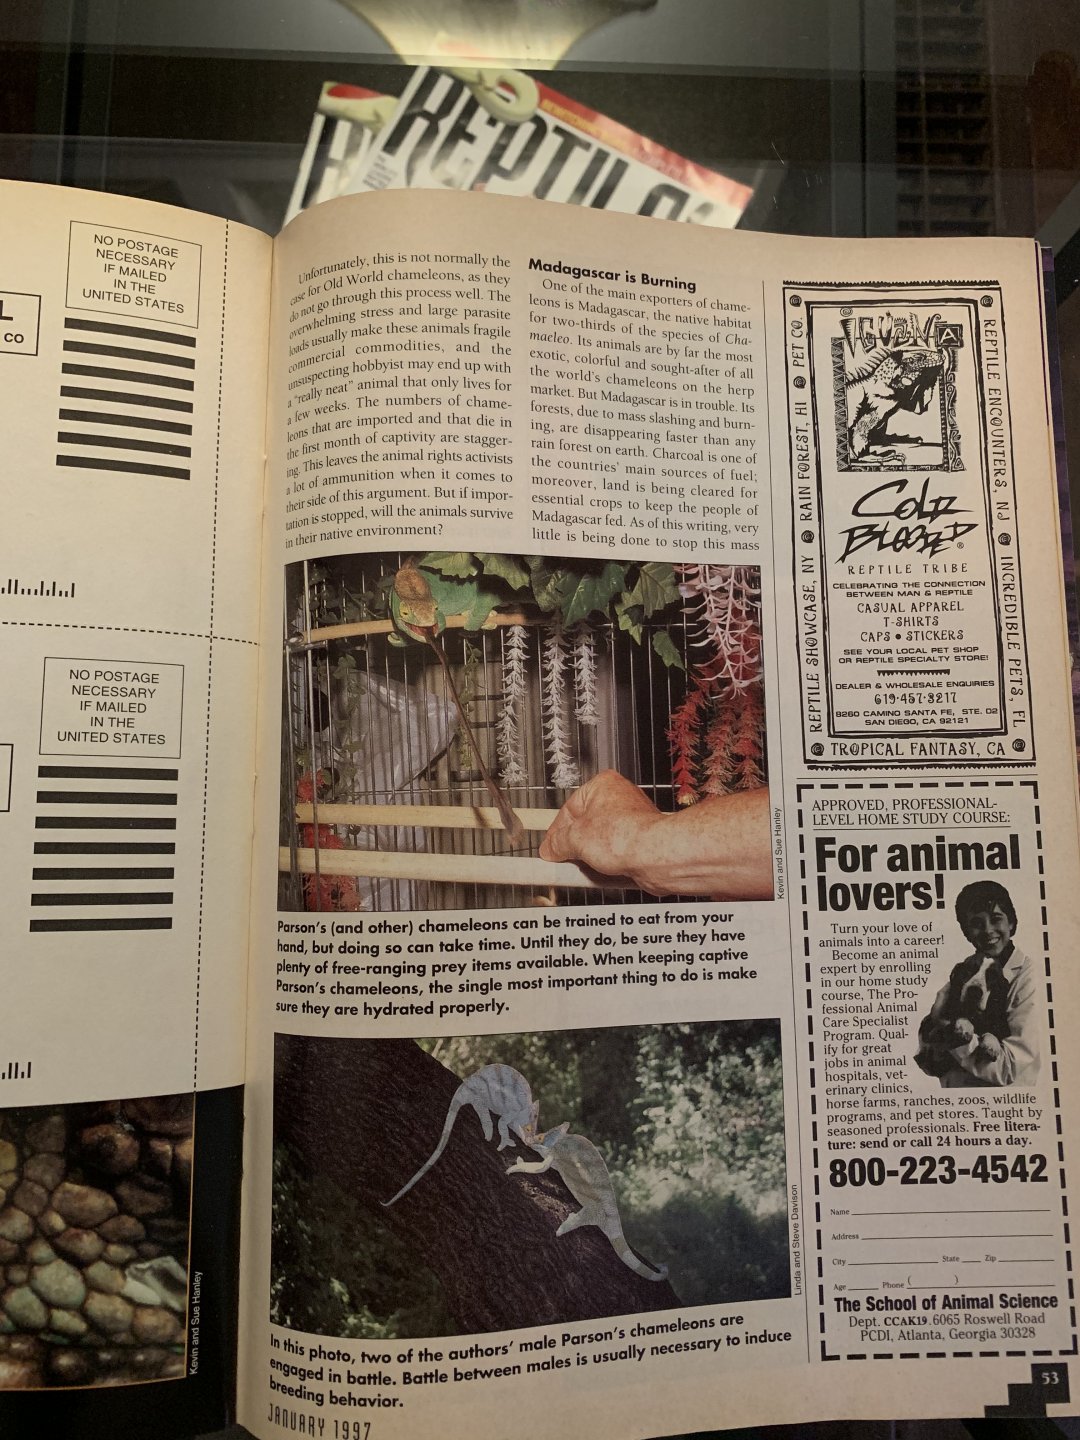 REPTILES
NO POSTAGE
NECESSARY
IF MAILED
IN THE
UNITED STATES
L
CO
NO POSTAGE
NECESSARY
IF MAILED
IN THE
UNITED STATES
Kevin and Sue Hanley
Unfortunately, this is not normally the
case for Old World chameleons, as they
do not go through this process well. The
overwhelming stress and large parasite
loads usually make these animals fragile
commercial commodities, and the
unsuspecting hobbyist may end up with
a "really neat" animal that only lives for
a few weeks. The numbers of chame-
leons that are imported and that die in
the first month of captivity are stagger-
ing. This leaves the animal rights activists
a lot of ammunition when it comes to
their side of this argument. But if impor-
tation is stopped, will the animals survive
in their native environment?
Madagascar is Burning
One of the main exporters of chame-
leons is Madagascar, the native habitat
for two-thirds of the species of Cha-
maeleo. Its animals are by far the most
exotic, colorful and sought-after of all
the world's chameleons on the herp
market. But Madagascar is in trouble. Its
forests, due to mass slashing and burn-
ing, are disappearing faster than any
rain forest on earth. Charcoal is one of
the countries' main sources of fuel;
moreover, land is being cleared for
essential crops to keep the people of
Madagascar fed. As of this writing, very
little is being done to stop this mass
Kevin and Sue Hanley
Parson's (and other) chameleons can be trained to eat from your
hand, but doing so can take time. Until they do, be sure they have
plenty of free-ranging prey items available. When keeping captive
Parson's chameleons, the single most important thing to do is make
sure they are hydrated properly.
Linda and Steve Davison
In this photo, two of the authors' male Parson's chameleons are
engaged in battle. Battle between males is usually necessary to induce
breeding behavior.
JANUARY 1997
REPTILE SHOWCASE, NY RAIN FOREST, HI PET CO.
REPTILE ENCOUNTERS, NJ INCREDIBLE PETS, FL
IGUANA
COLD
BLOODED®
REPTILE TRIBE
CELEBRATING THE CONNECTION
BETWEEN MAN & REPTILE
CASUAL APPAREL
T-SHIRTS
CAPS • STICKERS
SEE YOUR LOCAL PET SHOP
OR REPTILE SPECIALTY STORE!
DEALER & WHOLESALE ENQUIRIES
619·457·3217
8260 CAMINO SANTA FE, STE. D2
SAN DIEGO, CA 92121
TROPICAL FANTASY, CA
APPROVED, PROFESSIONAL-
LEVEL HOME STUDY COURSE:
For animal
lovers!
Turn your love of
animals into a career!
Become an animal
expert by enrolling
in our home study
course, The Pro-
fessional Animal
Care Specialist
Program. Qual-
ify for great
jobs in animal
hospitals, vet-
erinary clinics,
horse farms, ranches, zoos, wildlife
programs, and pet stores. Taught by
seasoned professionals. Free litera-
ture: send or call 24 hours a day.
800-223-4542
Name
Address
City State Zip
Age Phone ( )
The School of Animal Science
Dept. CCAK19. 6065 Roswell Road
PCDI, Atlanta, Georgia 30328
53